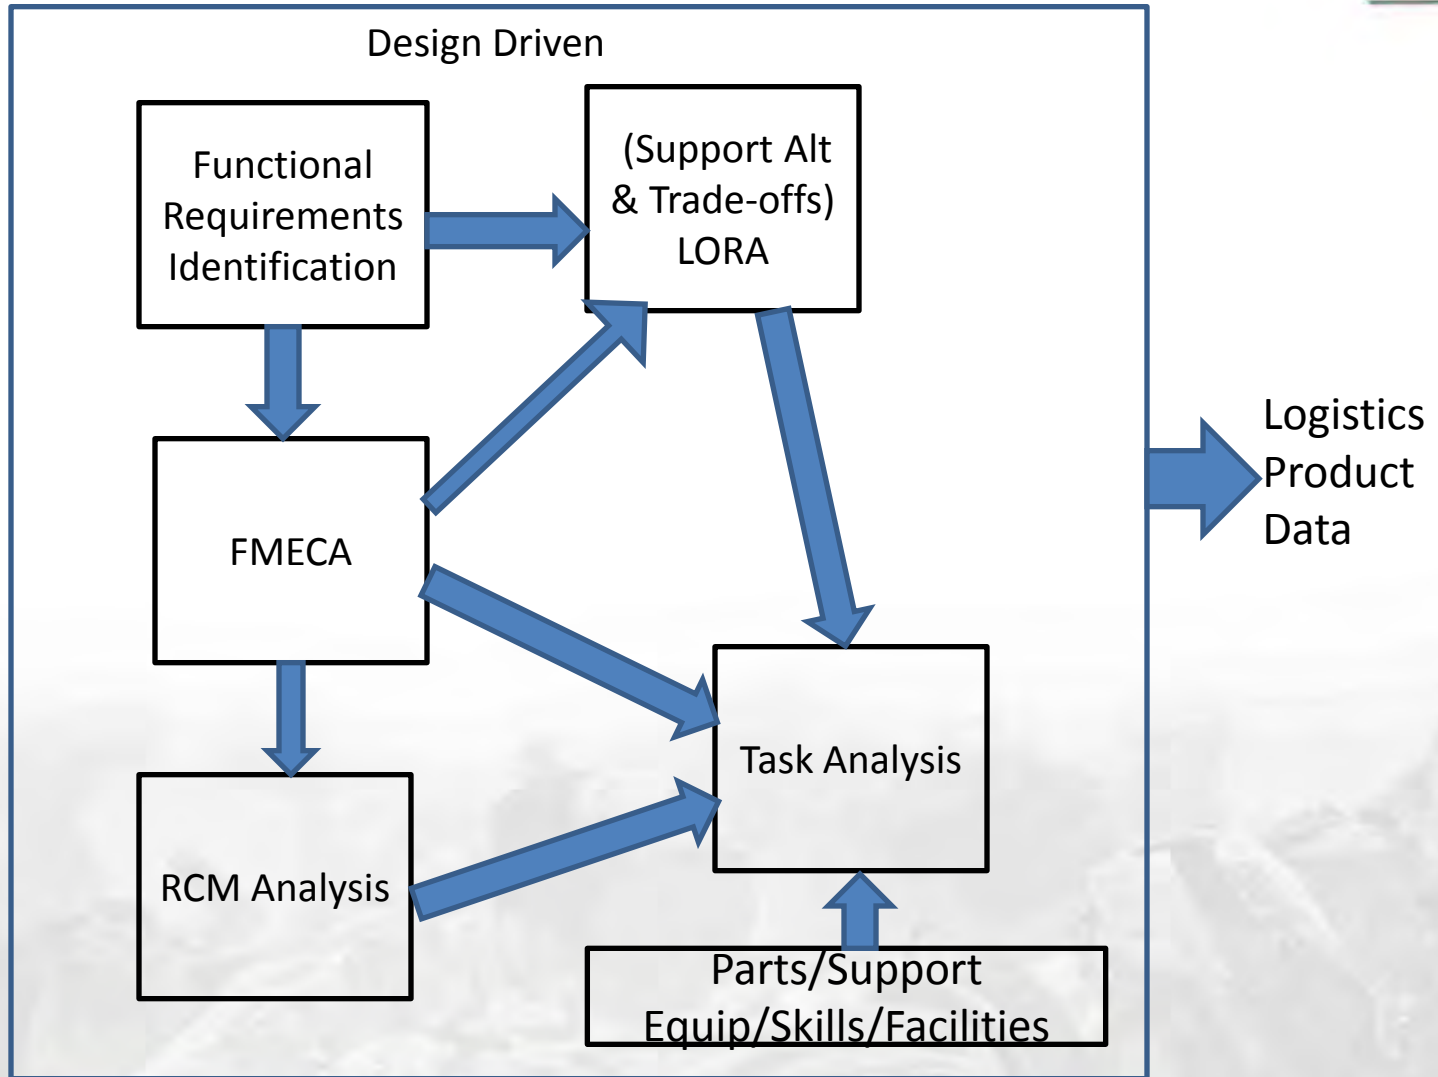 Design Driven
Functional
Requirements
Identification
(Support Alt
& Trade-offs)
LORA
FMECA
Logistics
Product
Data
Task Analysis
RCM Analysis
Parts/Support
Equip/Skills/Facilities